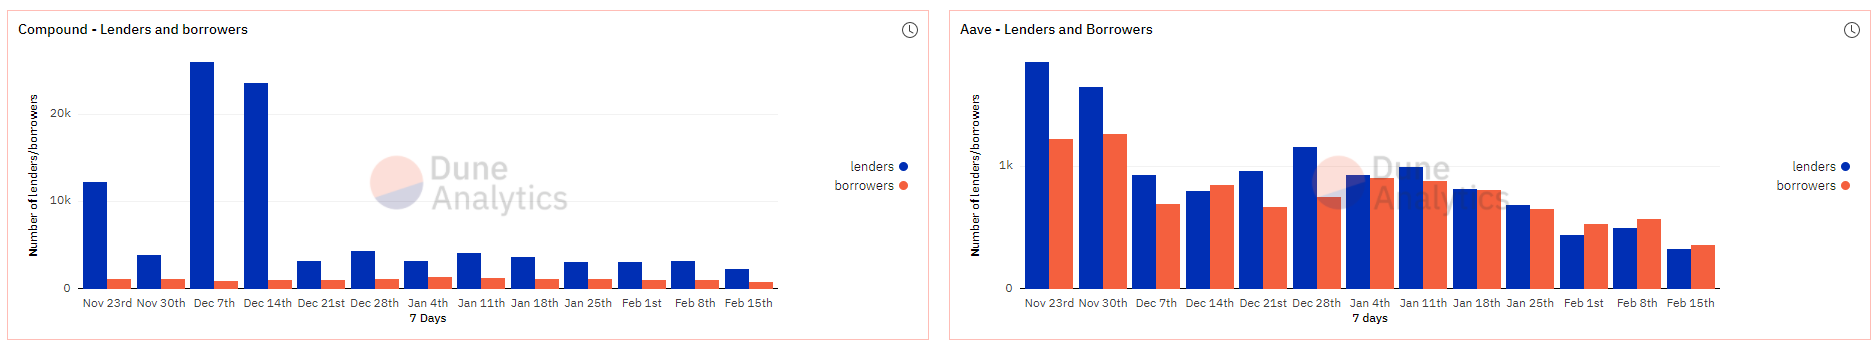 Compound - Lenders and borrowers
Number of lenders/borrowers
20k
10k
0
Dune
Analytics
lenders
borrowers
Nov 23rd Nov 30th Dec 7th Dec 14th Dec 21st Dec 28th Jan 4th Jan 11th Jan 18th Jan 25th Feb 1st Feb 8th Feb 15th
7 Days
Aave - Lenders and Borrowers
Number of lenders/borrowers
1k
0
Dune
Analytics
lenders
borrowers
Nov 23rd Nov 30th Dec 7th Dec 14th Dec 21st Dec 28th Jan 4th Jan 11th Jan 18th Jan 25th Feb 1st Feb 8th Feb 15th
7 days